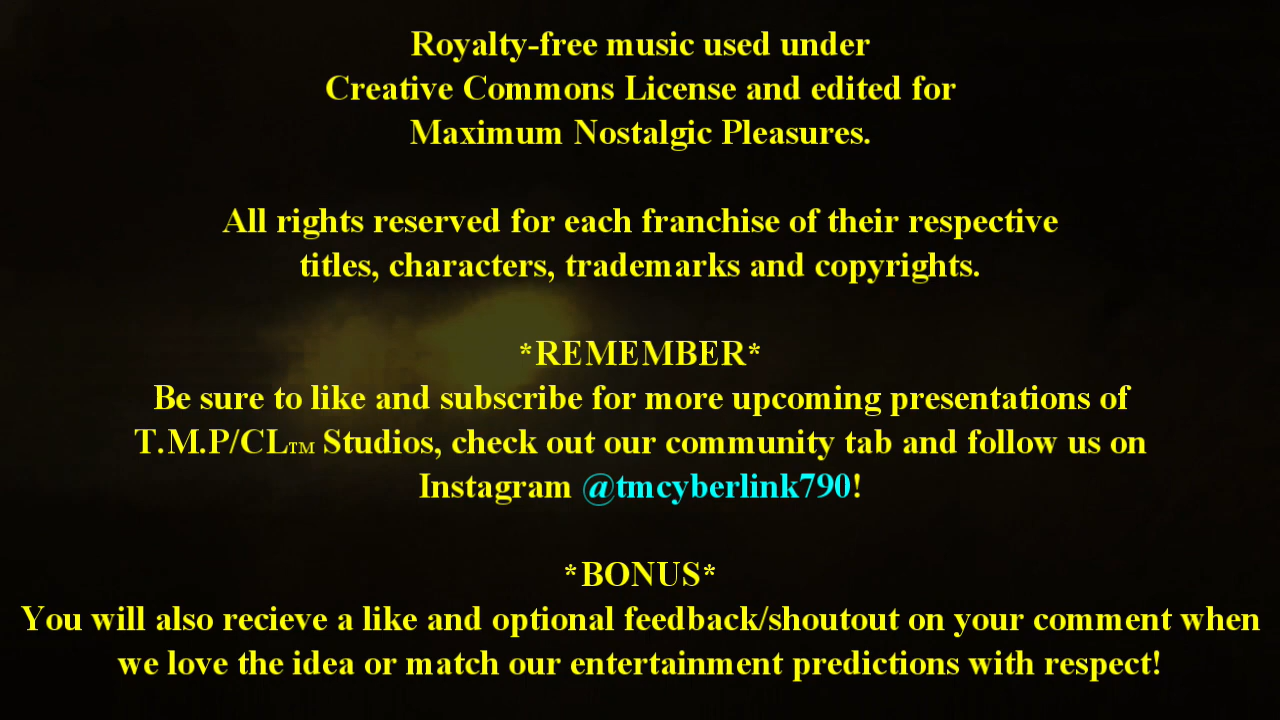 Royalty-free music used under
Creative Commons License and edited for
Maximum Nostalgic Pleasures.
All rights reserved for each franchise of their respective
titles, characters, trademarks and copyrights.
*REMEMBER*
Be sure to like and subscribe for more upcoming presentations of
T.M.P/CL™ Studios, check out our community tab and follow us on
Instagram @tmcyberlink790!
*BONUS*
You will also recieve a like and optional feedback/shoutout on your comment when
we love the idea or match our entertainment predictions with respect!